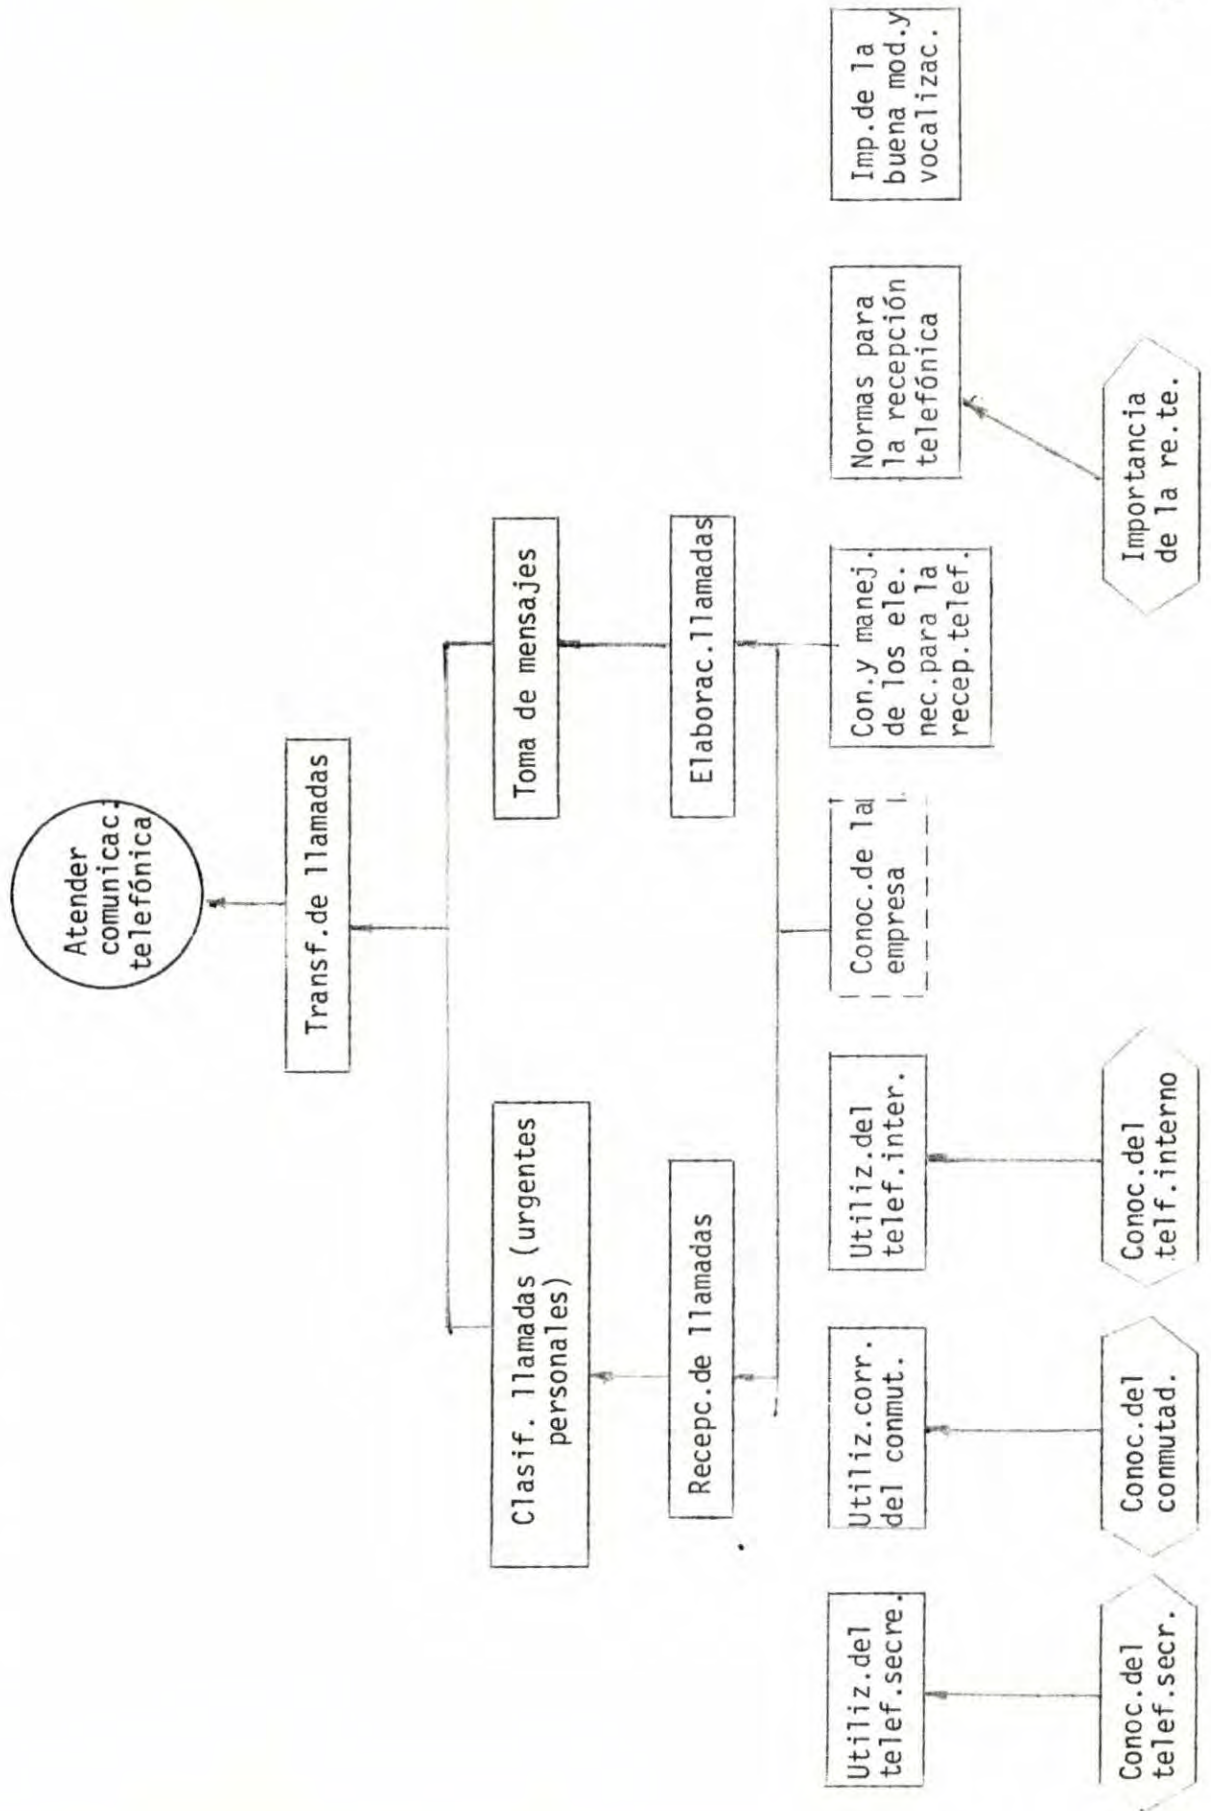 Atender
comunicac.
telefónica
Transf.de llamadas
Clasif. llamadas (urgentes
personales)
Toma de mensajes
Recepc.de llamadas
Elaborac.llamadas
Utiliz.del
telef.secre.
Utiliz.corr.
del conmut.
Utiliz.del
telef.inter.
Conoc.de la
empresa
Con.y manej.
de los ele.
nec.para la
recep.telef.
Normas para
la recepción
telefónica
Imp.de la
buena mod.y
vocalizac.
Conoc.del
telef.secr.
Conoc.del
conmutad.
Conoc.del
telf.interno
Importancia
de la re.te.